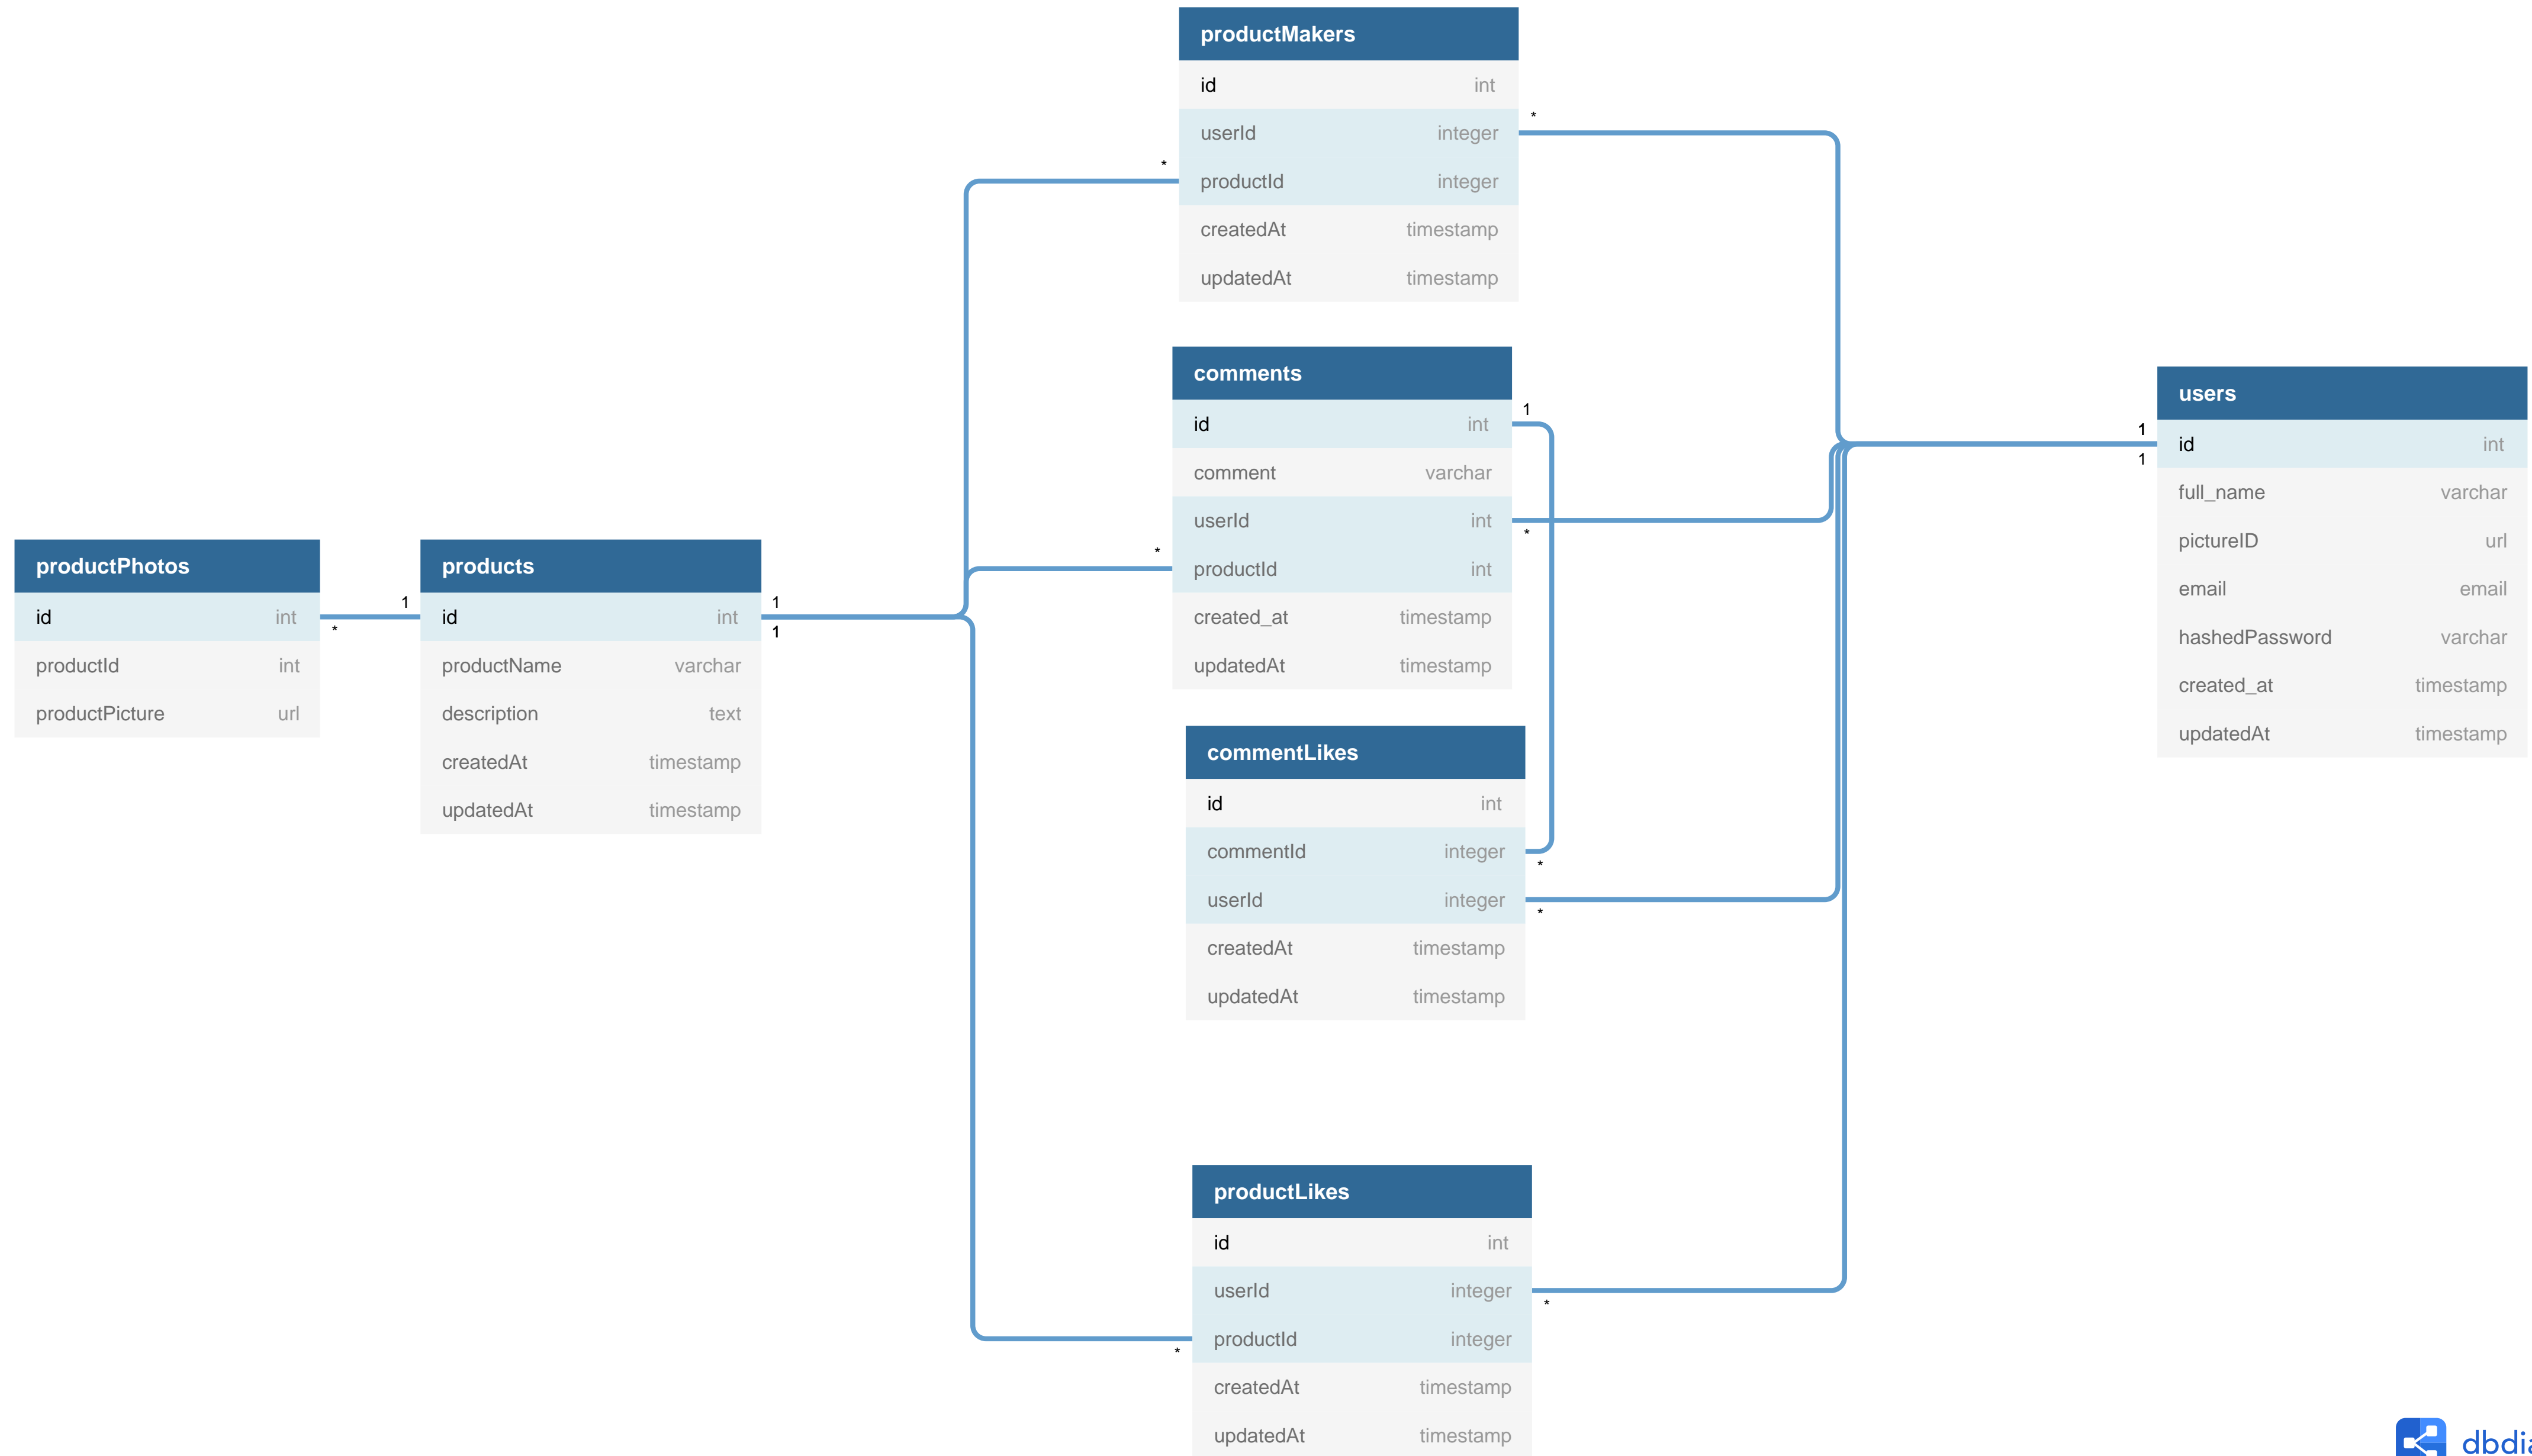 productMakers
id int
userId integer
productId integer
createdAt timestamp
updatedAt timestamp
*
*
comments
id int
comment varchar
userId int
productId int
created_at timestamp
updatedAt timestamp
1
*
*
users
id int
full_name varchar
pictureID url
email email
hashedPassword varchar
created_at timestamp
updatedAt timestamp
1
1
productPhotos
id int
productId int
productPicture url
*
1
products
id int
productName varchar
description text
createdAt timestamp
updatedAt timestamp
1
1
commentLikes
id int
commentId integer
userId integer
createdAt timestamp
updatedAt timestamp
*
*
productLikes
id int
userId integer
productId integer
createdAt timestamp
updatedAt timestamp
*
*